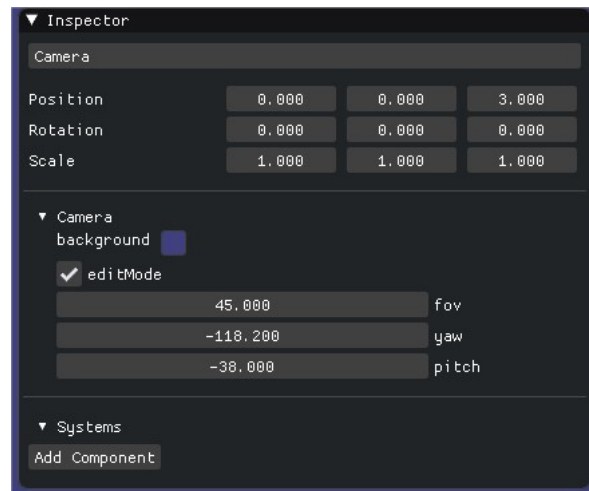 Inspector
Camera
Position 0.000 0.000 3.000
Rotation 0.000 0.000 0.000
Scale 1.000 1.000 1.000
Camera
background
editMode
45.000 fov
-118.200 yaw
-38.000 pitch
Systems
Add Component